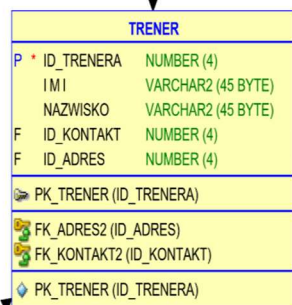 TRENER
P * ID_TRENERA NUMBER (4)
IMI VARCHAR2 (45 BYTE)
NAZWISKO VARCHAR2 (45 BYTE)
F ID_KONTAKT NUMBER (4)
F ID_ADRES NUMBER (4)
PK_TRENER (ID_TRENERA)
FK_ADRES2 (ID_ADRES)
FK_KONTAKT2 (ID_KONTAKT)
PK_TRENER (ID_TRENERA)